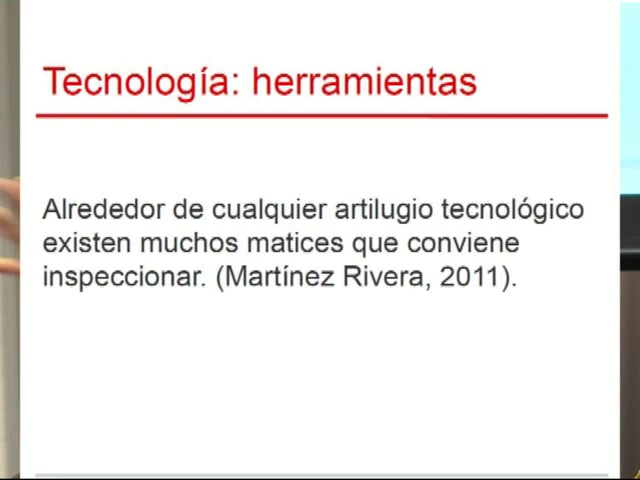 Tecnología: herramientas
Alrededor de cualquier artilugio tecnológico
existen muchos matices que conviene
inspeccionar. (Martínez Rivera, 2011).